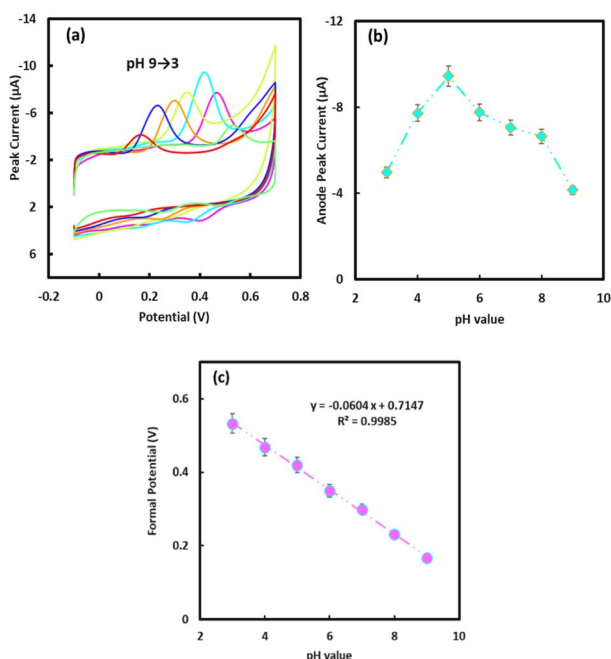 (a)
pH 9→3
Peak Current (µA)
-14
-10
-6
-2
2
6
-0.2
0
0.2
0.4
0.6
0.8
Potential (V)
(b)
Anode Peak Current (µA)
-12
-8
-4
0
2
4
6
8
10
pH value
(c)
y = -0.0604 x + 0.7147
R² = 0.9985
Formal Potential (V)
0.6
0.4
0.2
0
2
4
6
8
10
pH value